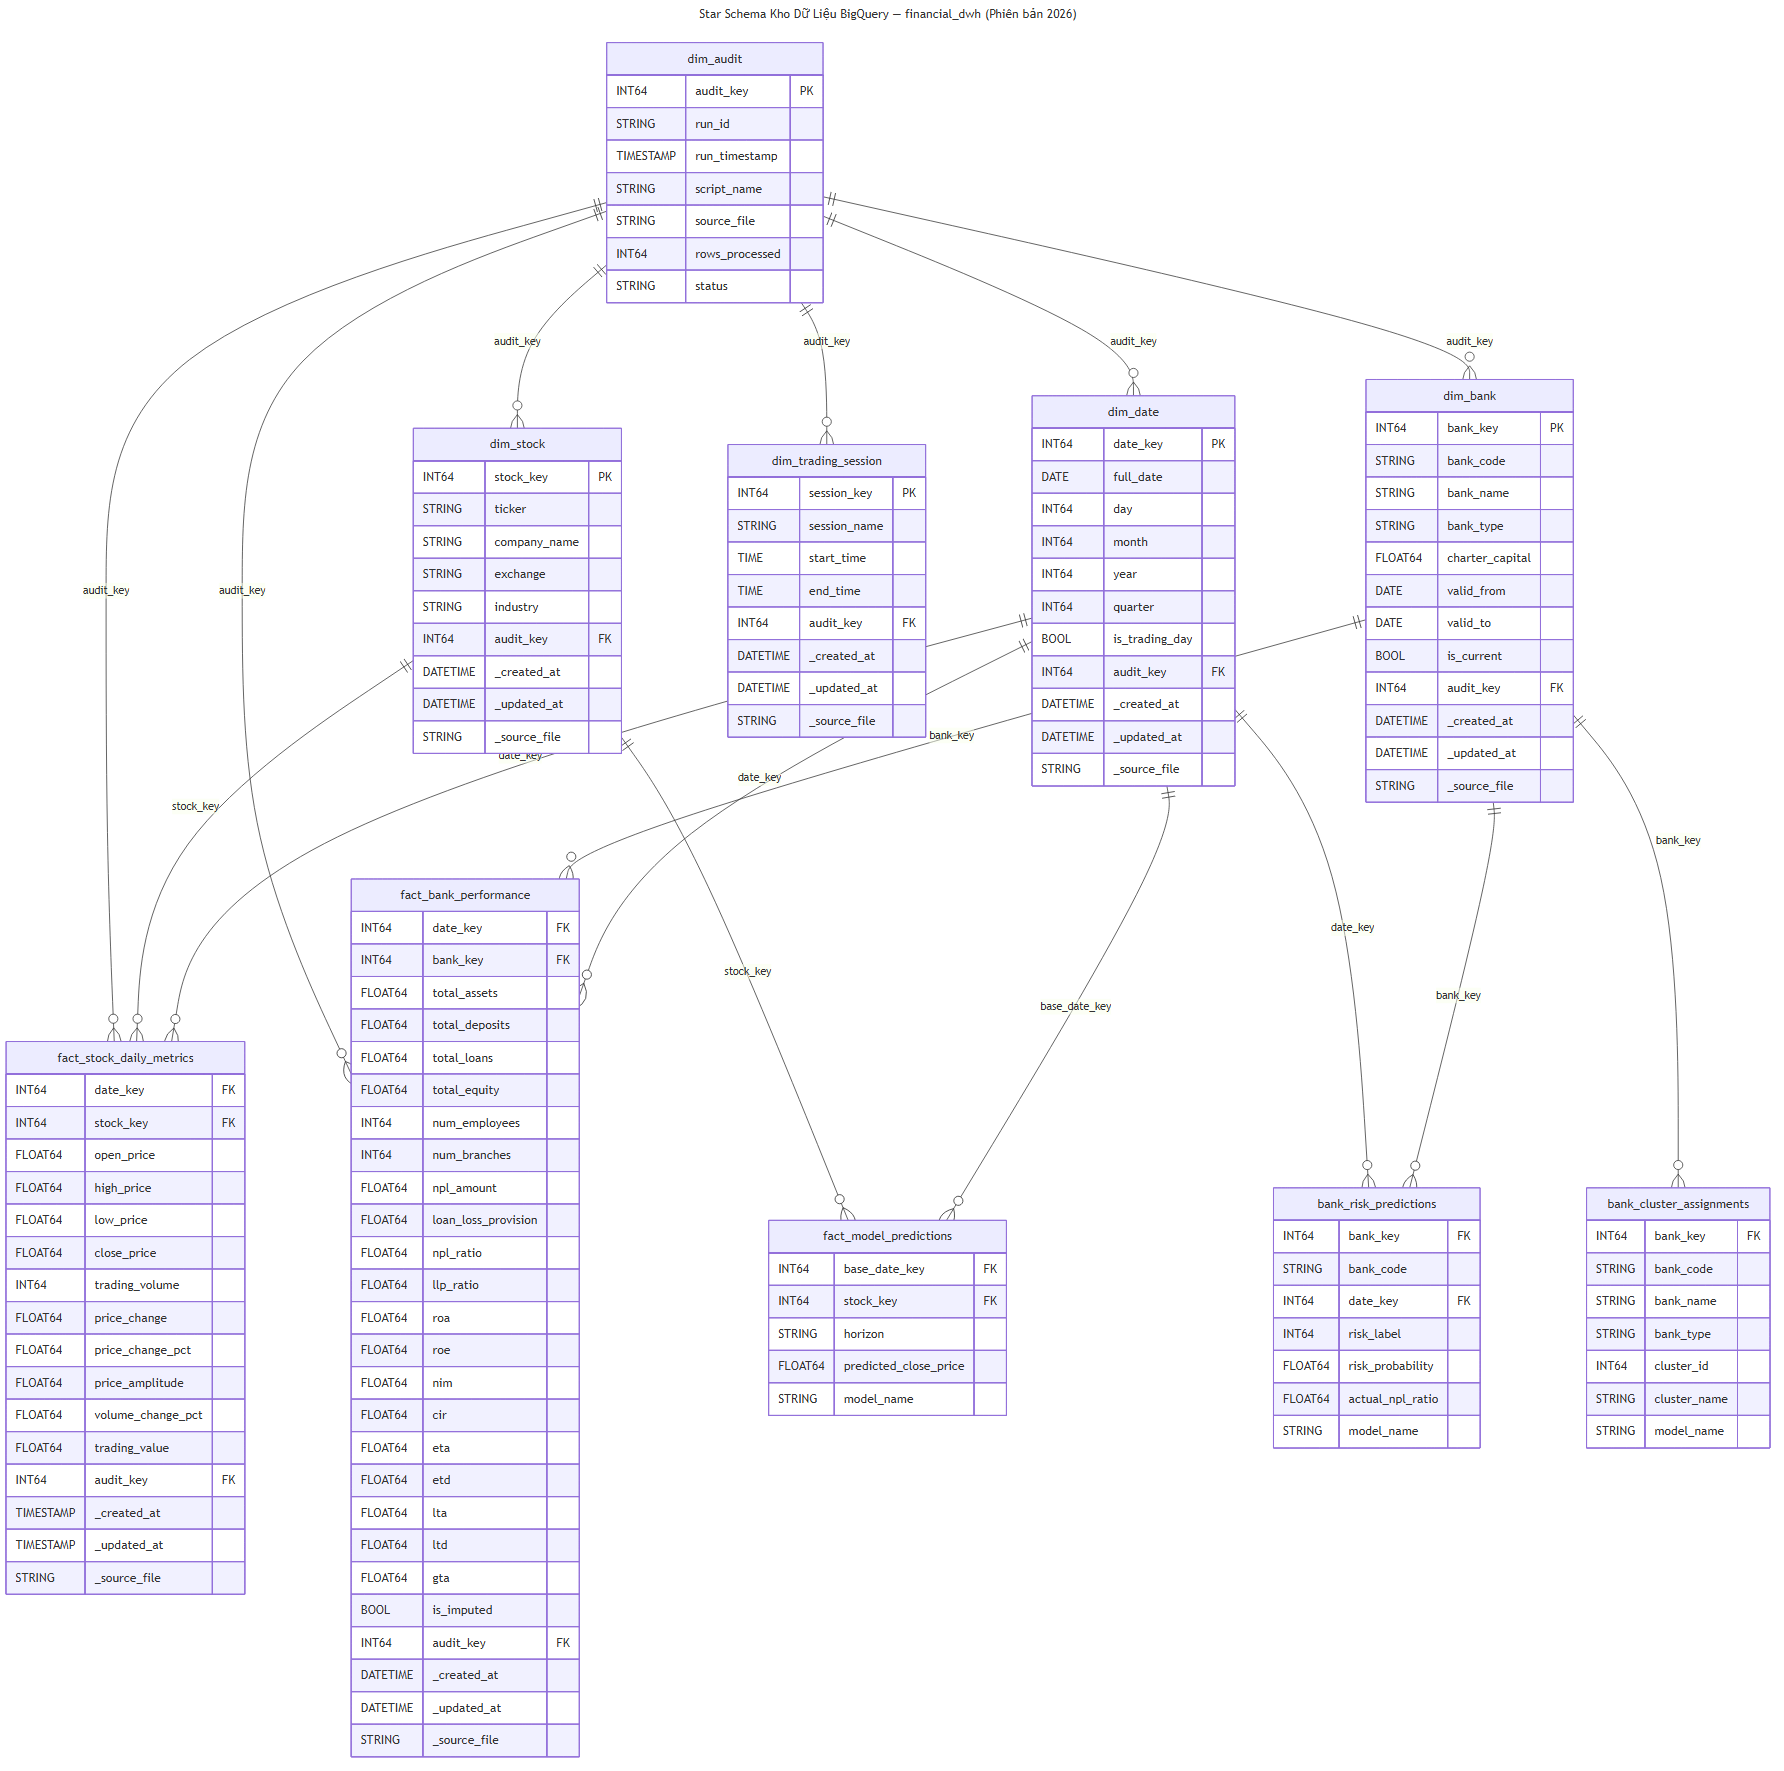 Star Schema Kho Dữ Liệu BigQuery — financial_dwh (Phiên bản 2026)
dim_audit
INT64 audit_key PK
STRING run_id
TIMESTAMP run_timestamp
STRING script_name
STRING source_file
INT64 rows_processed
STRING status
audit_key
audit_key
audit_key
audit_key
audit_key
audit_key
dim_stock
INT64 stock_key PK
STRING ticker
STRING company_name
STRING exchange
STRING industry
INT64 audit_key FK
DATETIME _created_at
DATETIME _updated_at
STRING _source_file
dim_trading_session
INT64 session_key PK
STRING session_name
TIME start_time
TIME end_time
INT64 audit_key FK
DATETIME _created_at
DATETIME _updated_at
STRING _source_file
dim_date
INT64 date_key PK
DATE full_date
INT64 day
INT64 month
INT64 year
INT64 quarter
BOOL is_trading_day
INT64 audit_key FK
DATETIME _created_at
DATETIME _updated_at
STRING _source_file
dim_bank
INT64 bank_key PK
STRING bank_code
STRING bank_name
STRING bank_type
FLOAT64 charter_capital
DATE valid_from
DATE valid_to
BOOL is_current
INT64 audit_key FK
DATETIME _created_at
DATETIME _updated_at
STRING _source_file
stock_key
date_key
date_key
bank_key
stock_key
base_date_key
date_key
bank_key
bank_key
fact_stock_daily_metrics
INT64 date_key FK
INT64 stock_key FK
FLOAT64 open_price
FLOAT64 high_price
FLOAT64 low_price
FLOAT64 close_price
INT64 trading_volume
FLOAT64 price_change
FLOAT64 price_change_pct
FLOAT64 price_amplitude
FLOAT64 volume_change_pct
FLOAT64 trading_value
INT64 audit_key FK
TIMESTAMP _created_at
TIMESTAMP _updated_at
STRING _source_file
fact_bank_performance
INT64 date_key FK
INT64 bank_key FK
FLOAT64 total_assets
FLOAT64 total_deposits
FLOAT64 total_loans
FLOAT64 total_equity
INT64 num_employees
INT64 num_branches
FLOAT64 npl_amount
FLOAT64 loan_loss_provision
FLOAT64 npl_ratio
FLOAT64 llp_ratio
FLOAT64 roa
FLOAT64 roe
FLOAT64 nim
FLOAT64 cir
FLOAT64 eta
FLOAT64 etd
FLOAT64 lta
FLOAT64 ltd
FLOAT64 gta
BOOL is_imputed
INT64 audit_key FK
DATETIME _created_at
DATETIME _updated_at
STRING _source_file
fact_model_predictions
INT64 base_date_key FK
INT64 stock_key FK
STRING horizon
FLOAT64 predicted_close_price
STRING model_name
bank_risk_predictions
INT64 bank_key FK
STRING bank_code
INT64 date_key FK
INT64 risk_label
FLOAT64 risk_probability
FLOAT64 actual_npl_ratio
STRING model_name
bank_cluster_assignments
INT64 bank_key FK
STRING bank_code
STRING bank_name
STRING bank_type
INT64 cluster_id
STRING cluster_name
STRING model_name